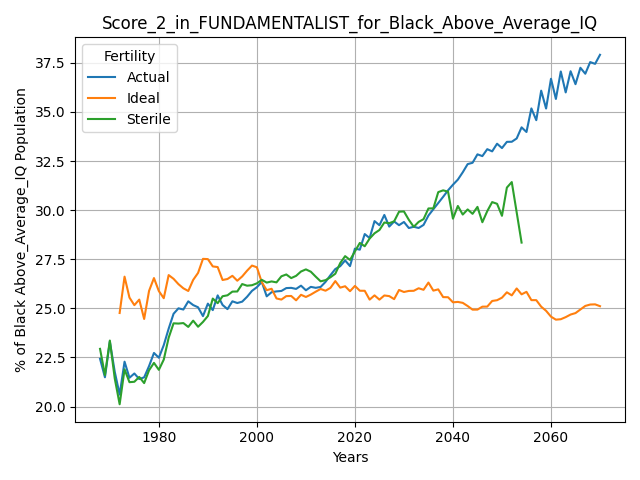 Score_2_in_FUNDAMENTALIST_for_Black_Above_Average_IQ
% of Black Above_Average_IQ Population
37.5
35.0
32.5
30.0
27.5
25.0
22.5
20.0
Fertility
Actual
Ideal
Sterile
1980
2000
2020
2040
2060
Years